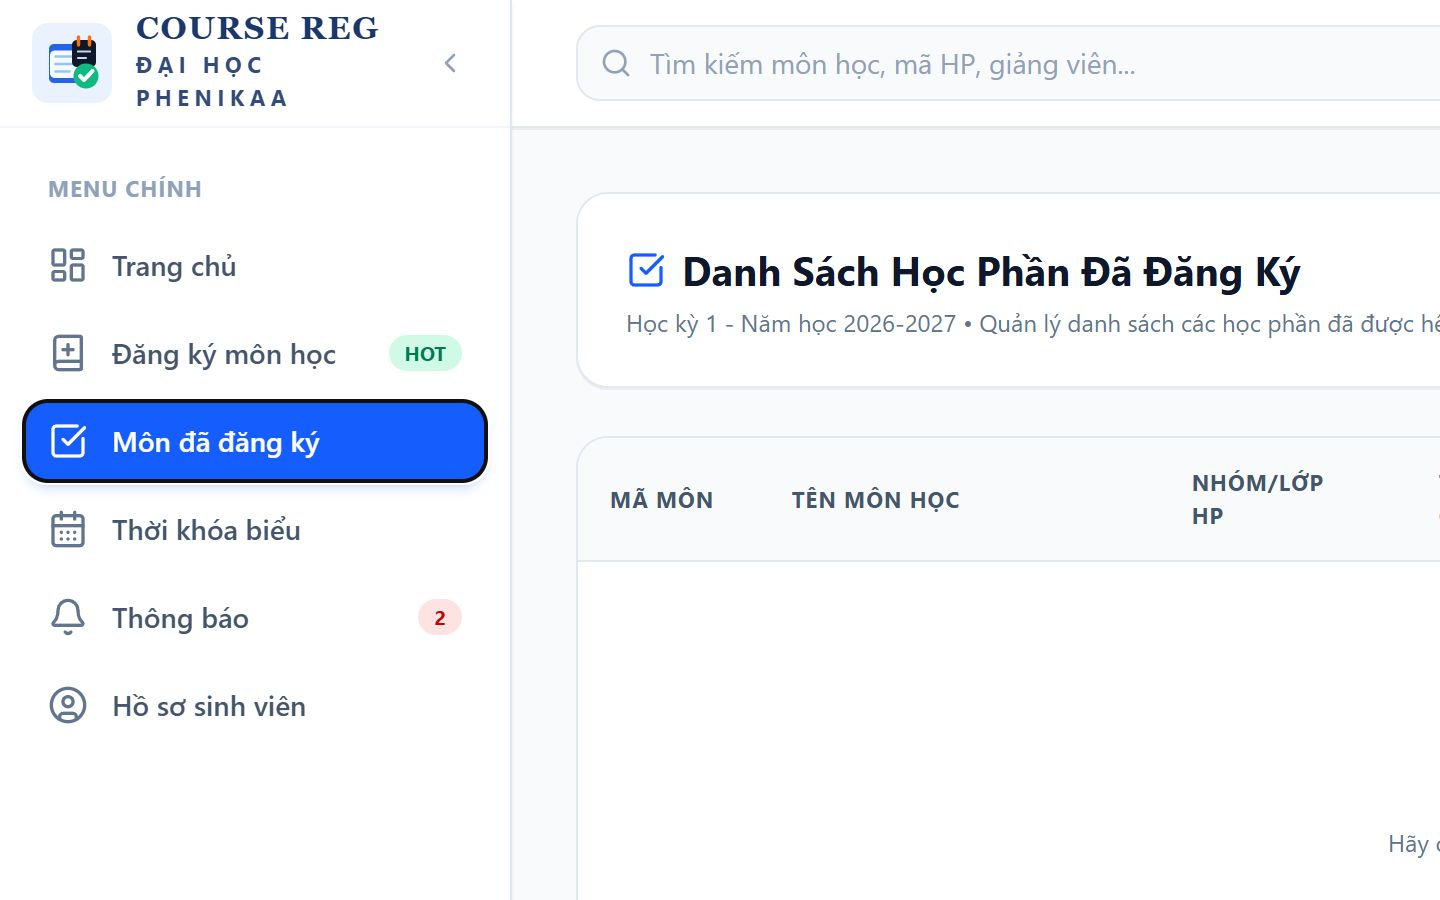 COURSE REG
ĐẠI HỌC
PHENIKAA
MENU CHÍNH
Trang chủ
Đăng ký môn học
HOT
Môn đã đăng ký
Thời khóa biểu
Thông báo
2
Hồ sơ sinh viên
Tìm kiếm môn học, mã HP, giảng viên...
Danh Sách Học Phần Đã Đăng Ký
Học kỳ 1 - Năm học 2026-2027 • Quản lý danh sách các học phần đã được
MÃ MÔN
TÊN MÔN HỌC
NHÓM/LỚP
HP
Hãy